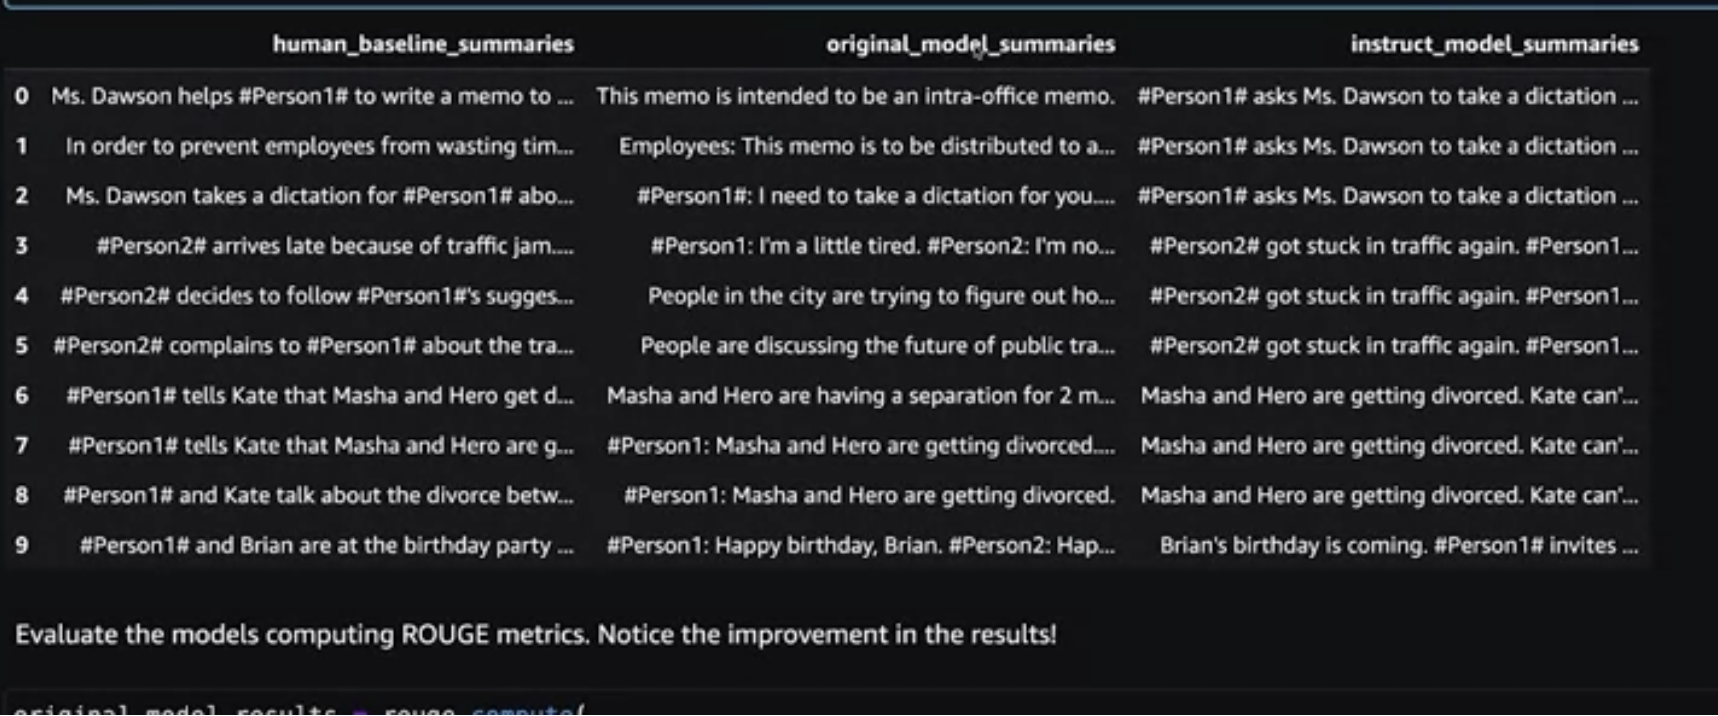 human_baseline_summaries original_model_summaries instruct_model_summaries
0 Ms. Dawson helps #Person1# to write a memo to ... This memo is intended to be an intra-office memo. #Person1# asks Ms. Dawson to take a dictation ...
1 In order to prevent employees from wasting tim... Employees: This memo is to be distributed to a... #Person1# asks Ms. Dawson to take a dictation ...
2 Ms. Dawson takes a dictation for #Person1# abo... #Person1#: I need to take a dictation for you.... #Person1# asks Ms. Dawson to take a dictation ...
3 #Person2# arrives late because of traffic jam.... #Person1: I'm a little tired. #Person2: I'm no... #Person2# got stuck in traffic again. #Person1...
4 #Person2# decides to follow #Person1#'s sugges... People in the city are trying to figure out ho... #Person2# got stuck in traffic again. #Person1...
5 #Person2# complains to #Person1# about the tra... People are discussing the future of public tra... #Person2# got stuck in traffic again. #Person1...
6 #Person1# tells Kate that Masha and Hero get d... Masha and Hero are having a separation for 2 m... Masha and Hero are getting divorced. Kate can'...
7 #Person1# tells Kate that Masha and Hero are g... #Person1: Masha and Hero are getting divorced.... Masha and Hero are getting divorced. Kate can'...
8 #Person1# and Kate talk about the divorce betw... #Person1: Masha and Hero are getting divorced. Masha and Hero are getting divorced. Kate can'...
9 #Person1# and Brian are at the birthday party ... #Person1: Happy birthday, Brian. #Person2: Hap... Brian's birthday is coming. #Person1# invites ...
Evaluate the models computing ROUGE metrics. Notice the improvement in the results!
original_model_results = rouge.compute(